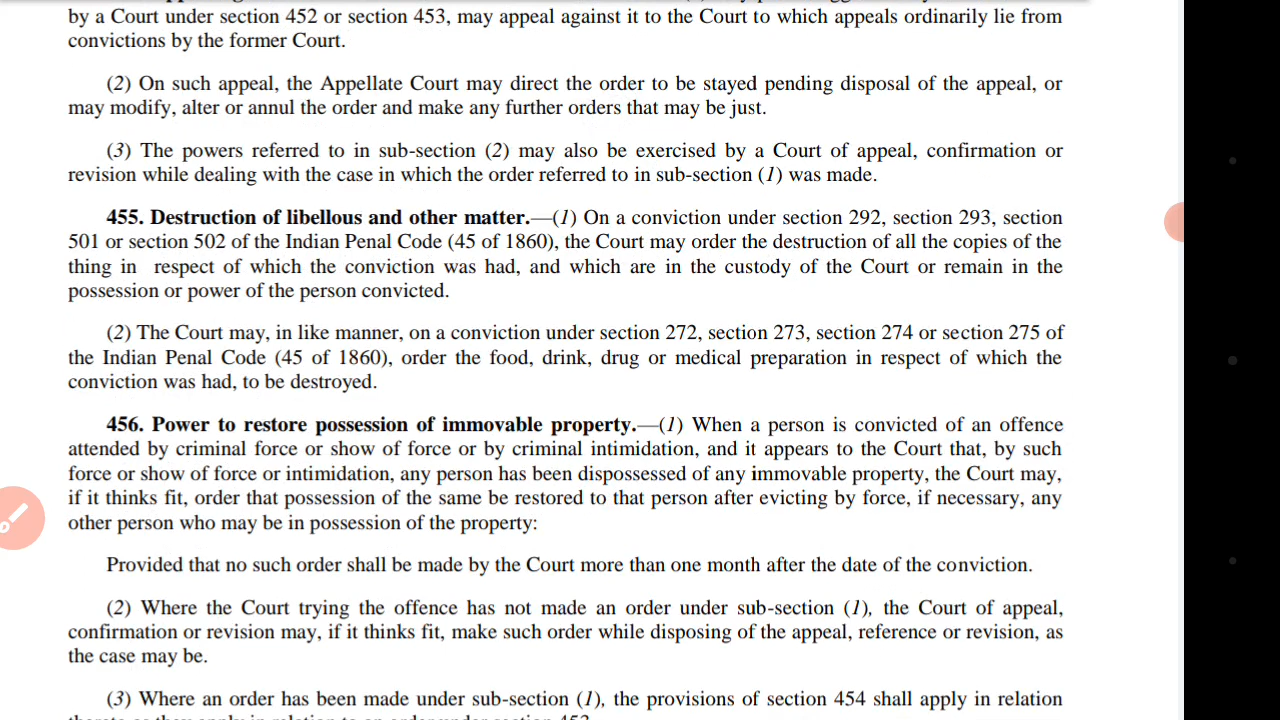 by a Court under section 452 or section 453, may appeal against it to the Court to which appeals ordinarily lie from
convictions by the former Court.
(2) On such appeal, the Appellate Court may direct the order to be stayed pending disposal of the appeal, or
may modify, alter or annul the order and make any further orders that may be just.
(3) The powers referred to in sub-section (2) may also be exercised by a Court of appeal, confirmation or
revision while dealing with the case in which the order referred to in sub-section (1) was made.
455. Destruction of libellous and other matter.—(1) On a conviction under section 292, section 293, section
501 or section 502 of the Indian Penal Code (45 of 1860), the Court may order the destruction of all the copies of the
thing in respect of which the conviction was had, and which are in the custody of the Court or remain in the
possession or power of the person convicted.
(2) The Court may, in like manner, on a conviction under section 272, section 273, section 274 or section 275 of
the Indian Penal Code (45 of 1860), order the food, drink, drug or medical preparation in respect of which the
conviction was had, to be destroyed.
456. Power to restore possession of immovable property.—(1) When a person is convicted of an offence
attended by criminal force or show of force or by criminal intimidation, and it appears to the Court that, by such
force or show of force or intimidation, any person has been dispossessed of any immovable property, the Court may,
if it thinks fit, order that possession of the same be restored to that person after evicting by force, if necessary, any
other person who may be in possession of the property:
Provided that no such order shall be made by the Court more than one month after the date of the conviction.
(2) Where the Court trying the offence has not made an order under sub-section (1), the Court of appeal,
confirmation or revision may, if it thinks fit, make such order while disposing of the appeal, reference or revision, as
the case may be.
(3) Where an order has been made under sub-section (1), the provisions of section 454 shall apply in relation